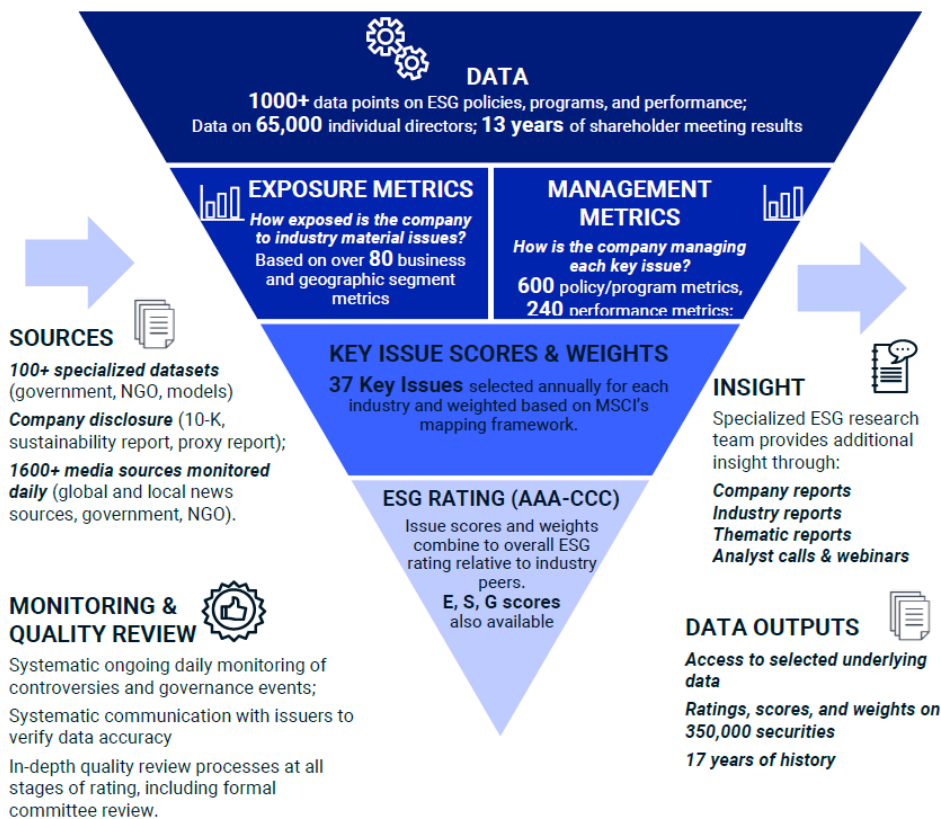 DATA
1000+ data points on ESG policies, programs, and performance;
Data on 65,000 individual directors; 13 years of shareholder meeting results
EXPOSURE METRICS
How exposed is the company
to industry material issues?
Based on over 80 business
and geographic segment
metrics
MANAGEMENT
METRICS
How is the company managing
each key issue?
600 policy/program metrics,
240 performance metrics;
KEY ISSUE SCORES & WEIGHTS
37 Key Issues selected annually for each
industry and weighted based on MSCI's
mapping framework.
ESG RATING (AAA-CCC)
Issue scores and weights
combine to overall ESG
rating relative to industry
peers.
E, S, G scores
also available
SOURCES
100+ specialized datasets
(government, NGO, models)
Company disclosure (10-K,
sustainability report, proxy report);
1600+ media sources monitored
daily (global and local news
sources, government, NGO).
MONITORING &
QUALITY REVIEW
Systematic ongoing daily monitoring of
controversies and governance events;
Systematic communication with issuers to
verify data accuracy
In-depth quality review processes at all
stages of rating, including formal
committee review.
INSIGHT
Specialized ESG research
team provides additional
insight through:
Company reports
Industry reports
Thematic reports
Analyst calls & webinars
DATA OUTPUTS
Access to selected underlying
data
Ratings, scores, and weights on
350,000 securities
17 years of history